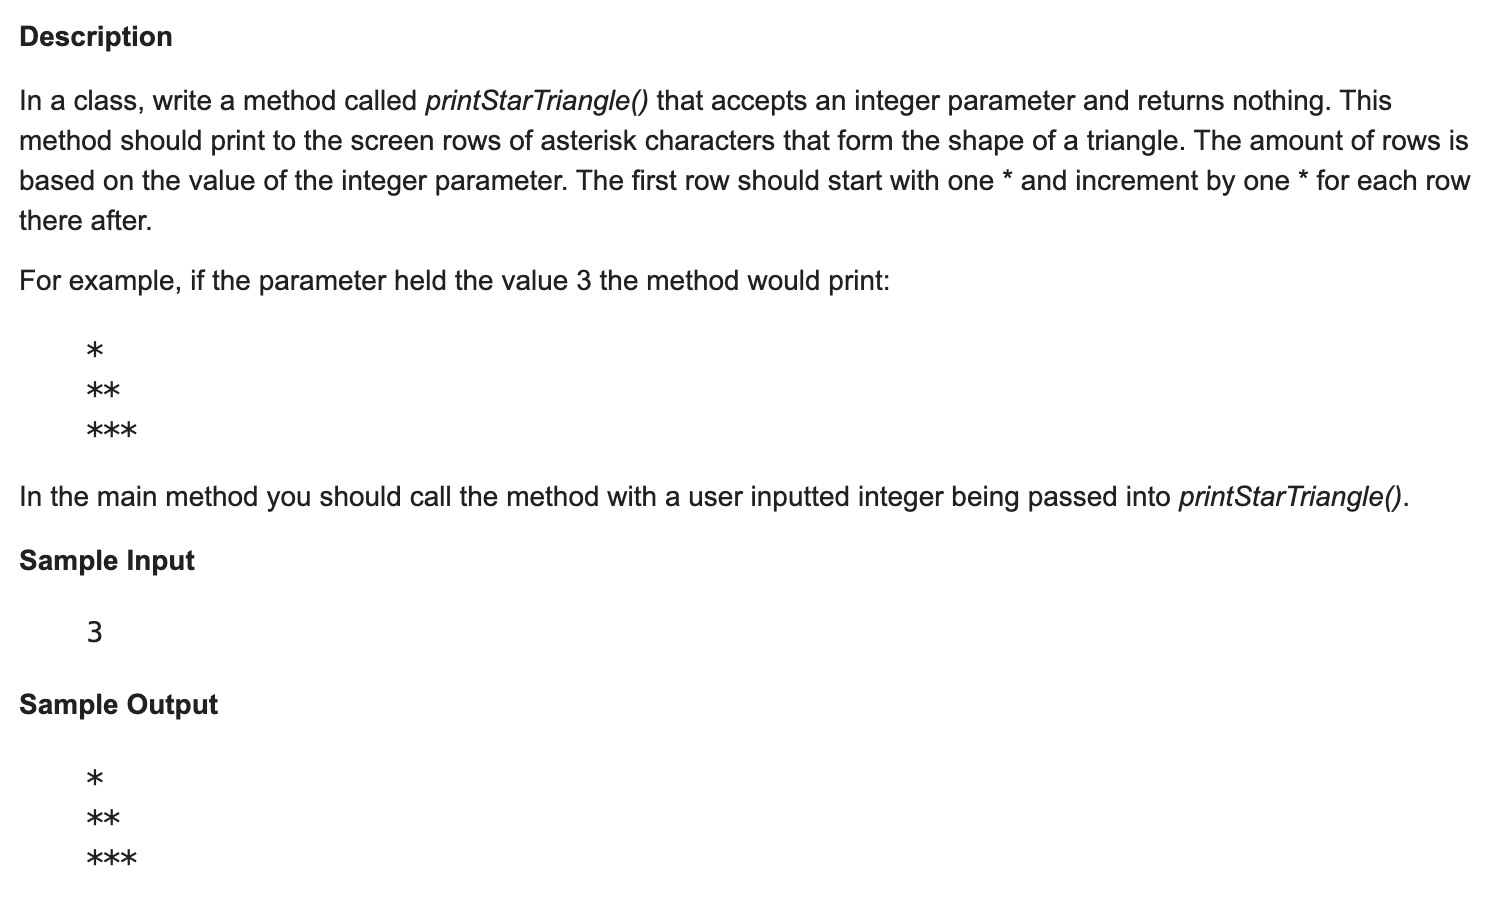 Description
In a class, write a method called printStarTriangle() that accepts an integer parameter and returns nothing. This
method should print to the screen rows of asterisk characters that form the shape of a triangle. The amount of rows is
based on the value of the integer parameter. The first row should start with one * and increment by one * for each row
there after.
For example, if the parameter held the value 3 the method would print:
*
**
***
In the main method you should call the method with a user inputted integer being passed into printStarTriangle().
Sample Input
3
Sample Output
*
**
***